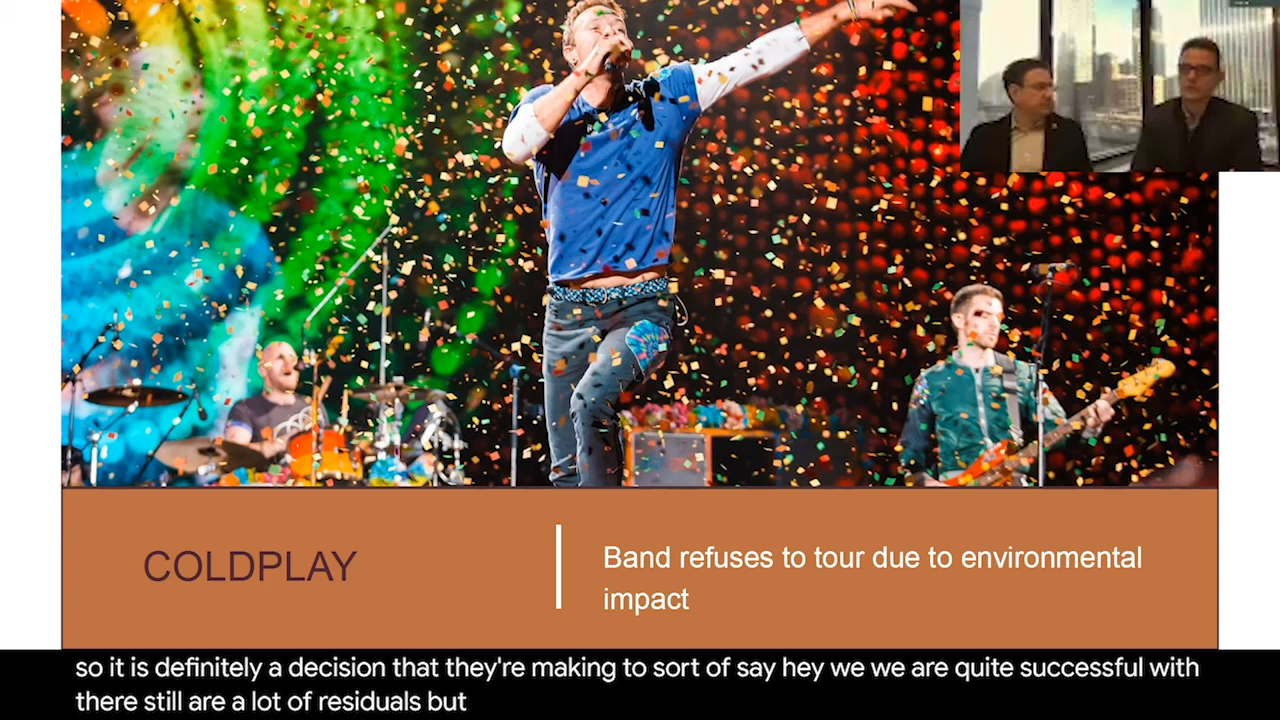 COLDPLAY
Band refuses to tour due to environmental
impact
so it is definitely a decision that they're making to sort of say hey we we are quite successful with
there still are a lot of residuals but